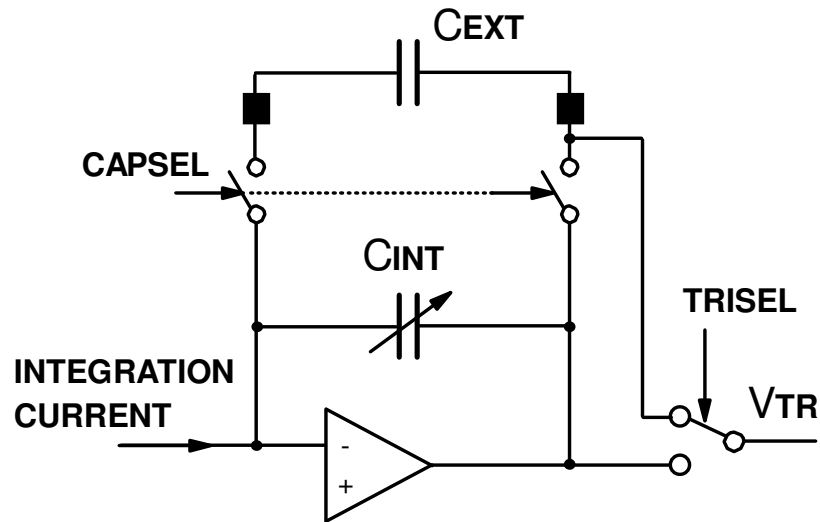 CEXT
CAPSEL
CINT
TRISEL
INTEGRATION
CURRENT
VTR
-
+